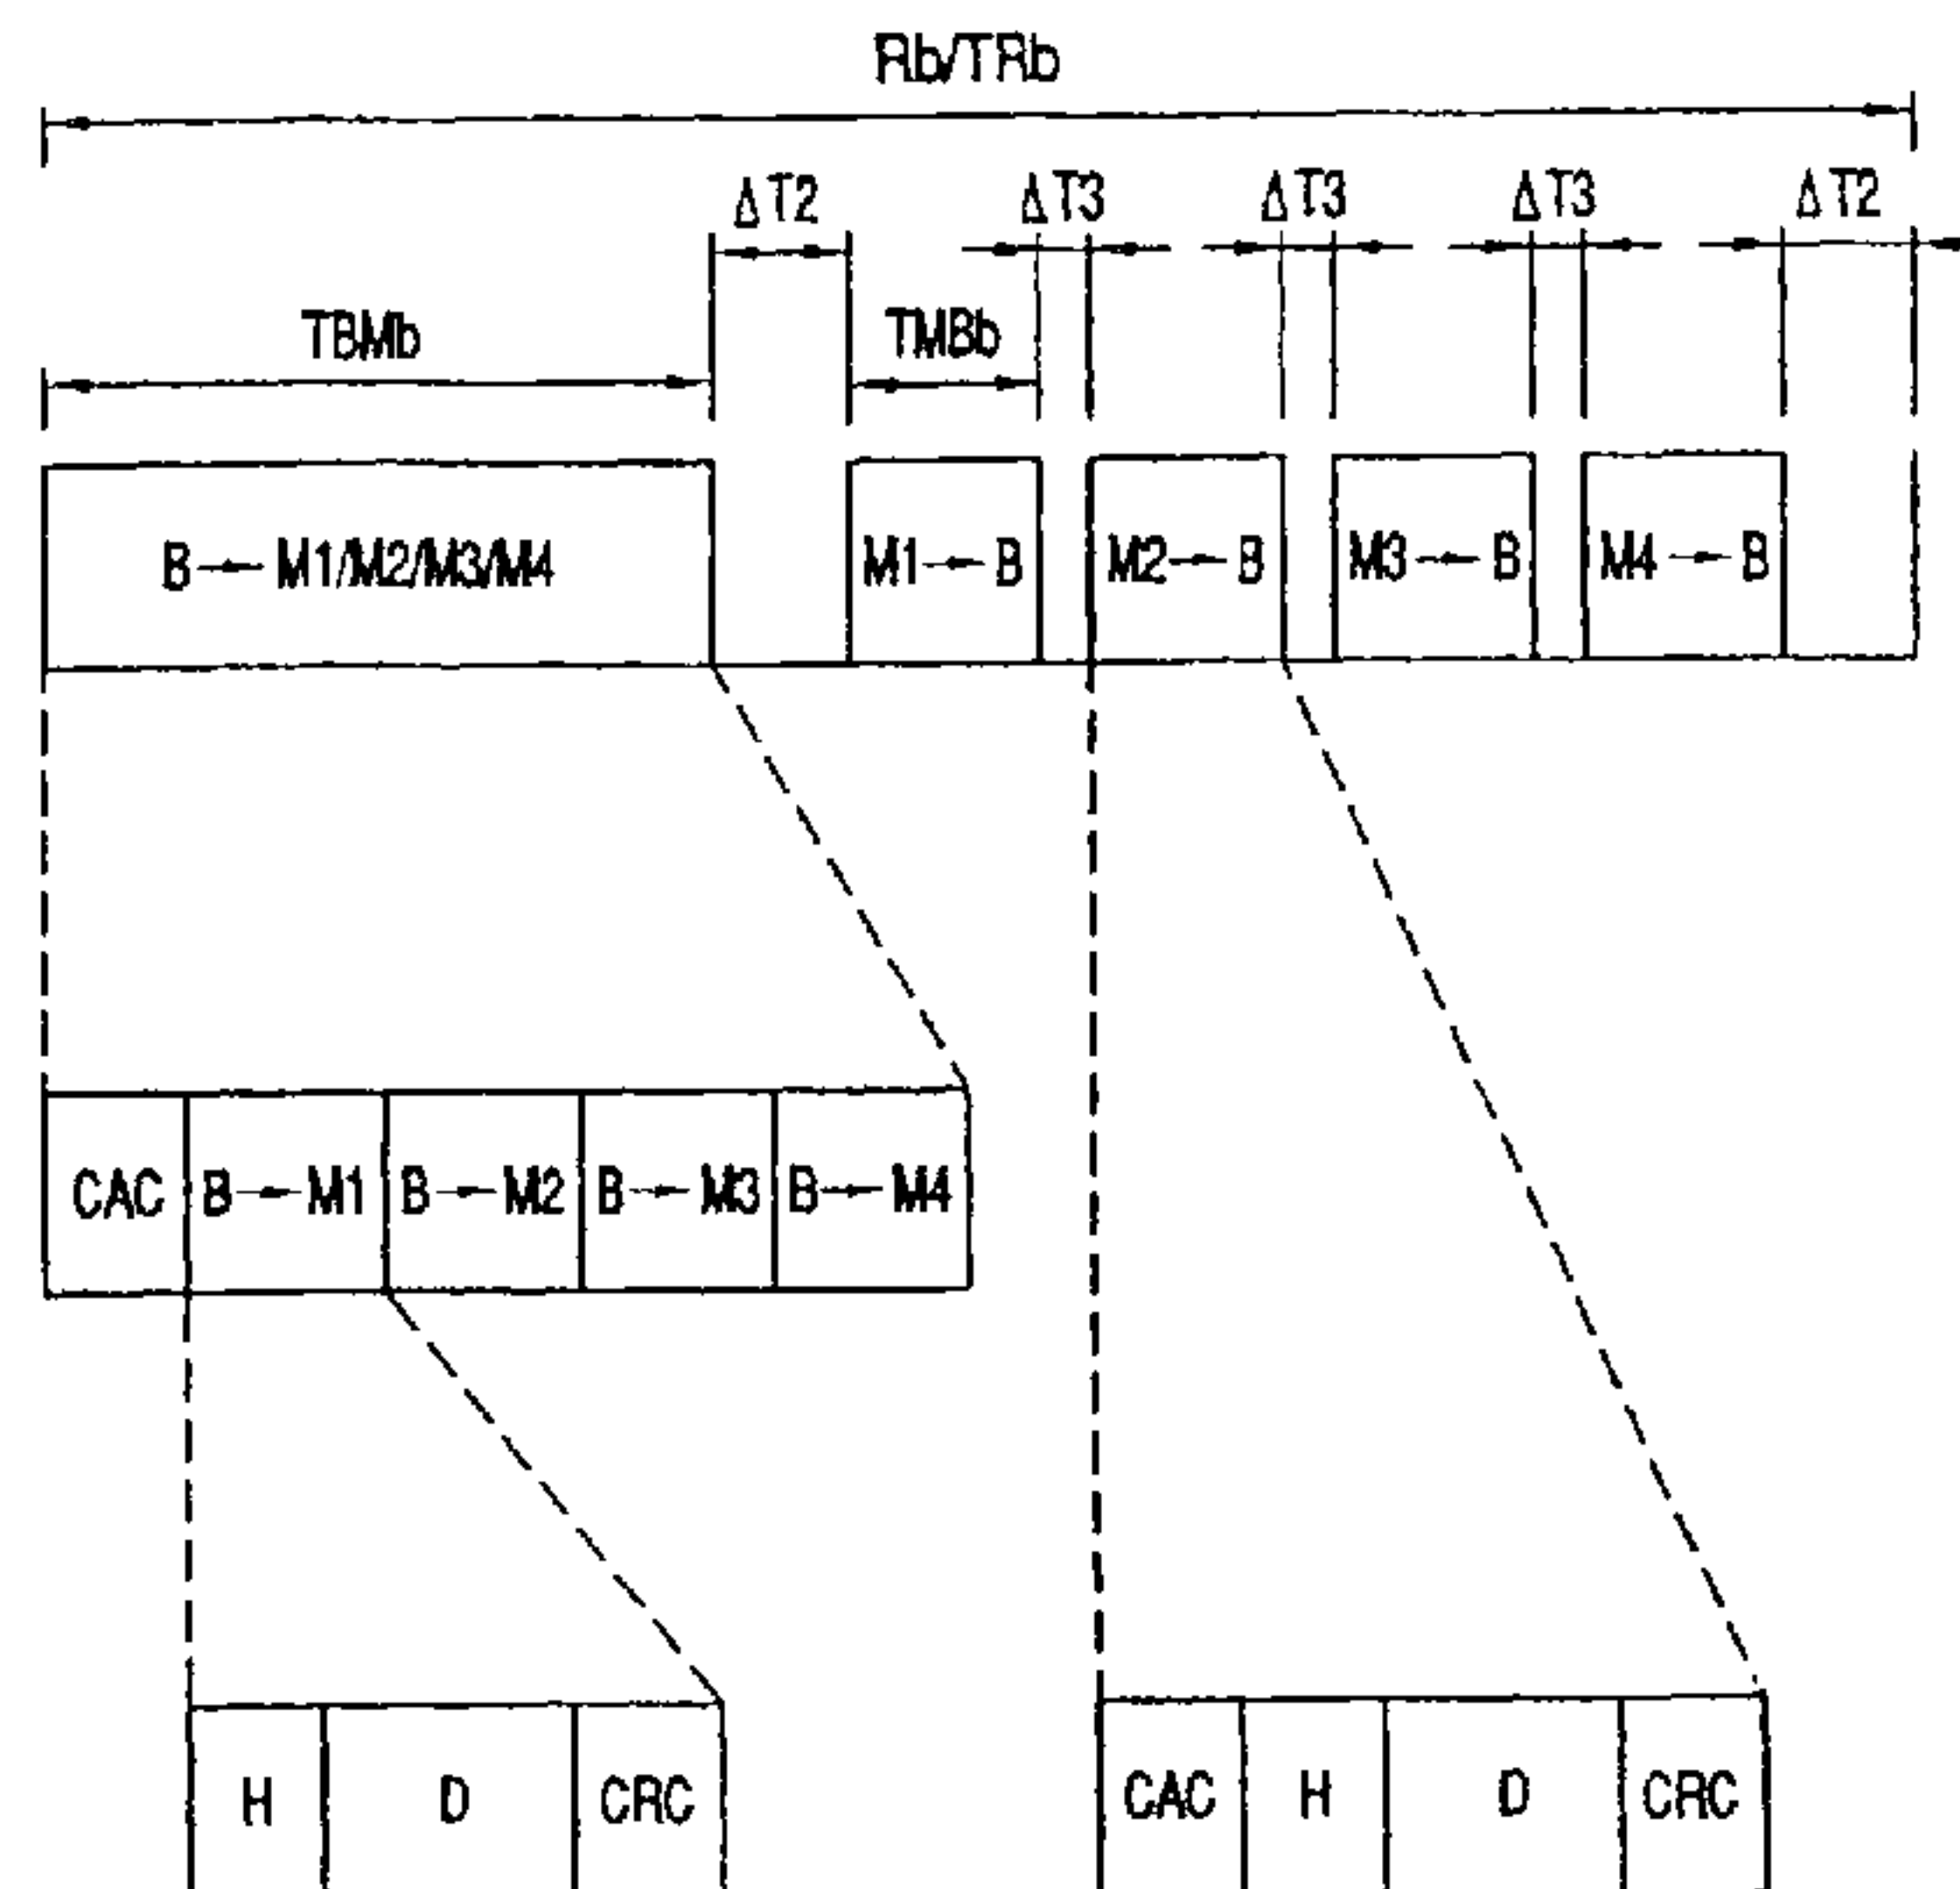 Rb/TRb
ΔT2 ΔT3 ΔT3 ΔT3 ΔT2
TBMb TMBb
B→M1/M2/M3/M4 M1→B M2→B M3→B M4→B
CAC B→M1 B→M2 B→M3 B→M4
H D CRC CAC H D CRC